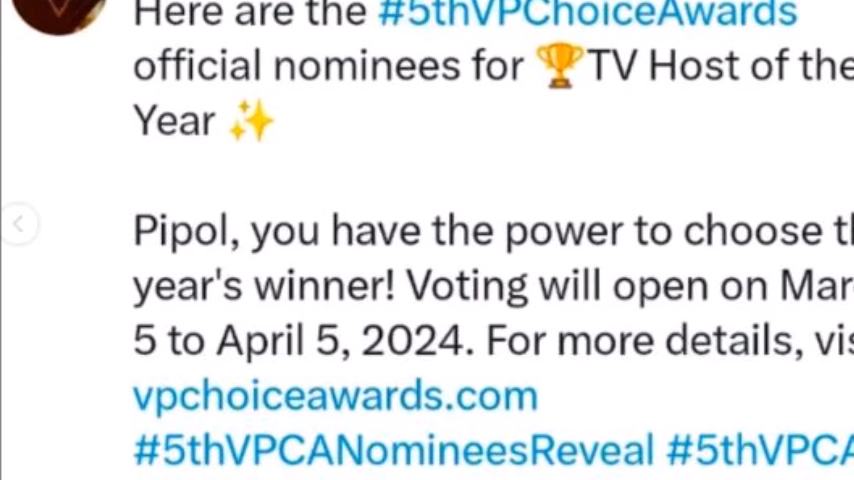 Here are the #5thVPChoiceAwards
official nominees for 🏆TV Host of the
Year ✨
Pipol, you have the power to choose
year's winner! Voting will open on
5 to April 5, 2024. For more details,
vpchoiceawards.com
#5thVPCANomineesReveal